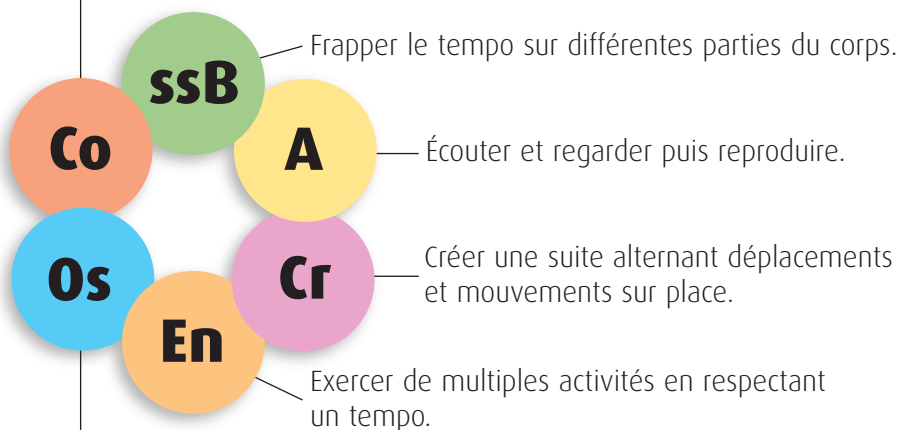 ssB
Frapper le tempo sur différentes parties du corps.
Co
A
Écouter et regarder puis reproduire.
Os
Cr
Créer une suite alternant déplacements
et mouvements sur place.
En
Exercer de multiples activités en respectant
un tempo.